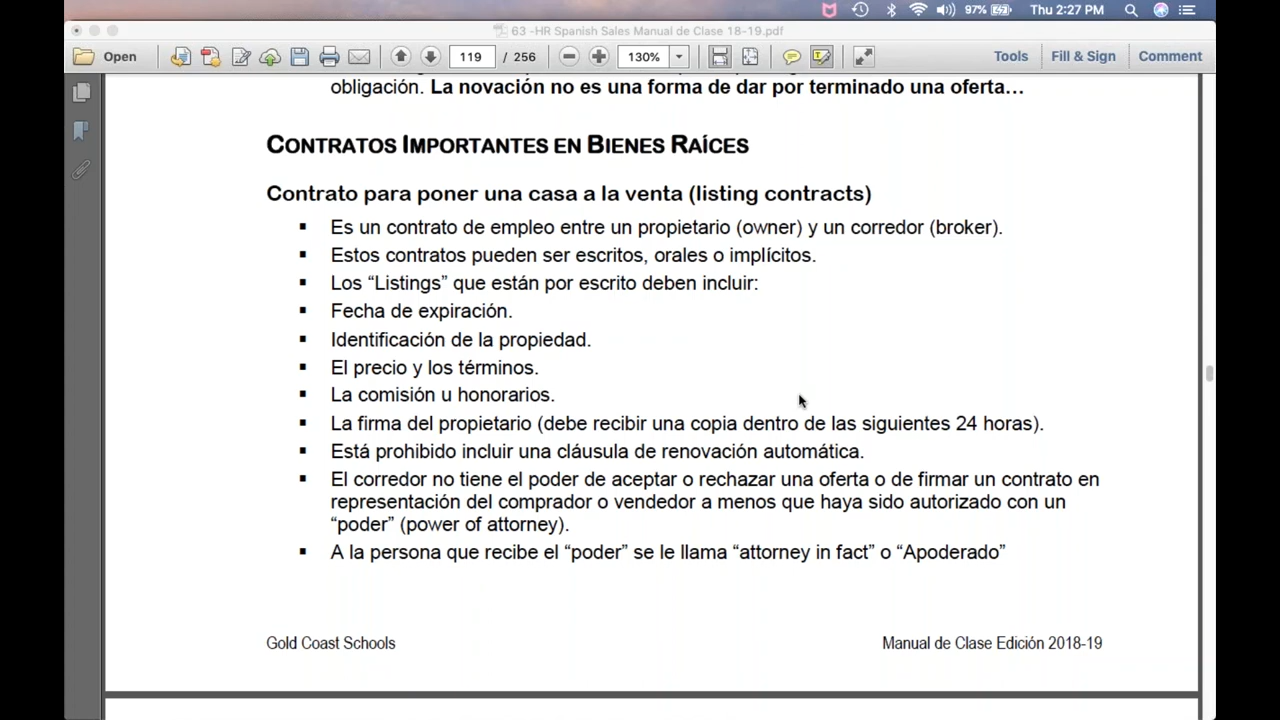 97% Thu 2:27 PM
63 -HR Spanish Sales Manual de Clase 18-19.pdf
Open 119 / 256 130% Tools Fill & Sign Comment
obligación. La novación no es una forma de dar por terminado una oferta…
CONTRATOS IMPORTANTES EN BIENES RAÍCES
Contrato para poner una casa a la venta (listing contracts)
▪ Es un contrato de empleo entre un propietario (owner) y un corredor (broker).
▪ Estos contratos pueden ser escritos, orales o implícitos.
▪ Los “Listings” que están por escrito deben incluir:
▪ Fecha de expiración.
▪ Identificación de la propiedad.
▪ El precio y los términos.
▪ La comisión u honorarios.
▪ La firma del propietario (debe recibir una copia dentro de las siguientes 24 horas).
▪ Está prohibido incluir una cláusula de renovación automática.
▪ El corredor no tiene el poder de aceptar o rechazar una oferta o de firmar un contrato en
representación del comprador o vendedor a menos que haya sido autorizado con un
“poder” (power of attorney).
▪ A la persona que recibe el “poder” se le llama “attorney in fact” o “Apoderado”
Gold Coast Schools Manual de Clase Edición 2018-19